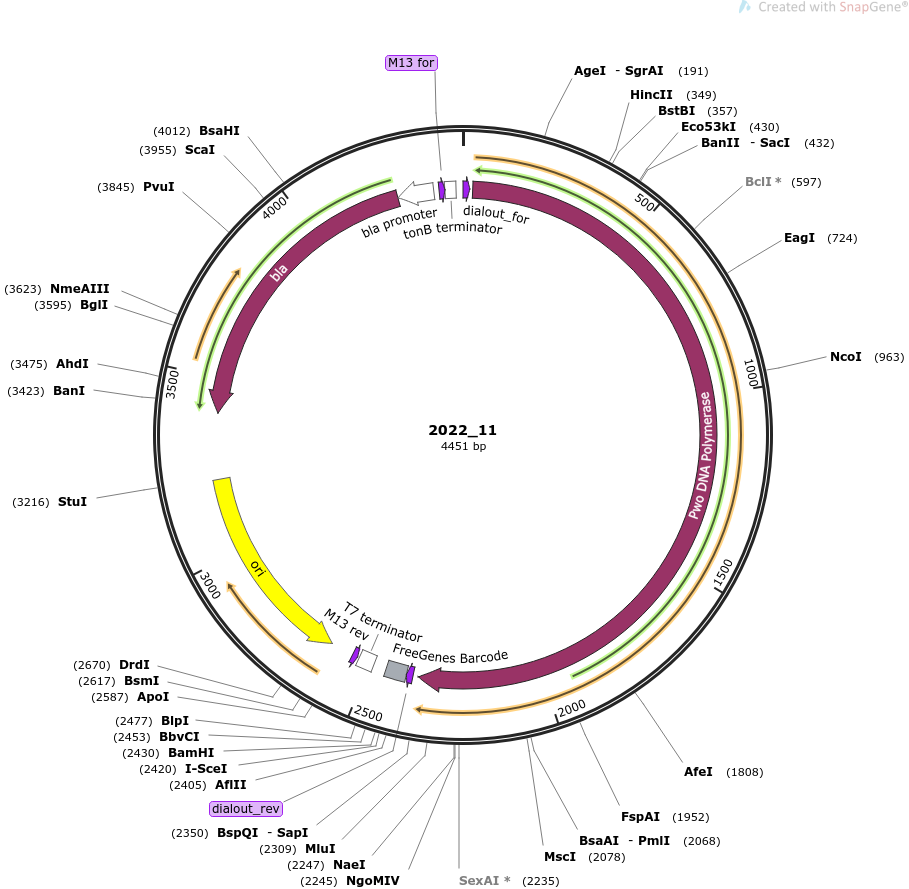 Created with SnapGene®
M13 for
AgeI - SgrAI (191)
HincII (349)
BstBI (357)
Eco53kI (430)
BanII - SacI (432)
BclI * (597)
EagI (724)
NcoI (963)
AfeI (1808)
FspAI (1952)
BsaAI - PmlI (2068)
MscI (2078)
SexAI * (2235)
(2245) NgoMIV
(2247) NaeI
(2309) MluI
(2350) BspQI - SapI
dialout_rev
(2405) AflII
(2420) I-SceI
(2430) BamHI
(2453) BbvCI
(2477) BlpI
(2587) ApoI
(2617) BsmI
(2670) DrdI
(3216) StuI
(3423) BanI
(3475) AhdI
(3595) BglI
(3623) NmeAIII
(3845) PvuI
(3955) ScaI
(4012) BsaHI
500
1000
1500
2000
2500
3000
3500
4000
bla promoter
tonB terminator
dialout_for
bla
Pwo DNA Polymerase
2022_11
4451 bp
ori
T7 terminator
M13 rev
FreeGenes Barcode